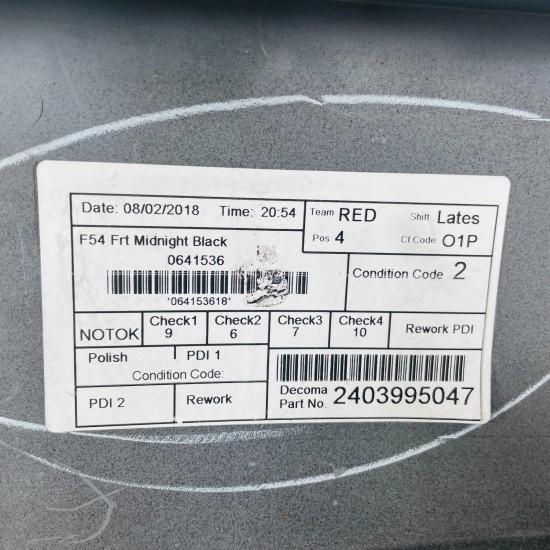 Date: 08/02/2018 Time: 20:54
Team RED Shift Lates
Pos 4 CI Code O1P
F54 Frt Midnight Black
0641536
*064153618*
Condition Code 2
NOTOK Check1 9 Check2 6 Check3 7 Check4 10 Rework PDI
Polish PDI 1
Condition Code:
PDI 2 Rework
Decoma
Part No. 2403995047